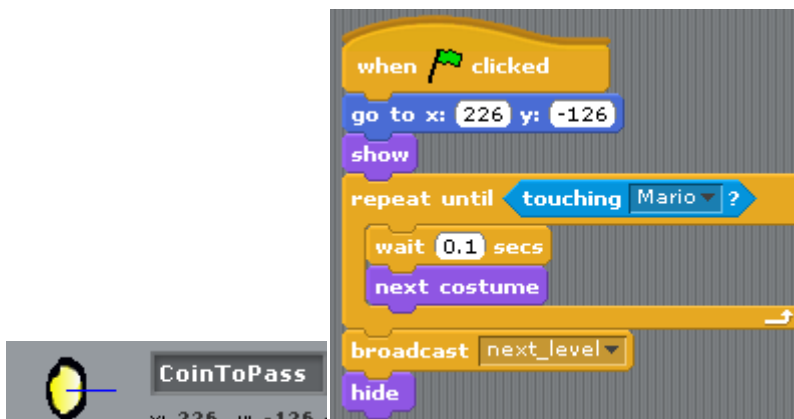 when clicked
go to x: 226 y: -126
show
repeat until touching Mario ?
wait 0.1 secs
next costume
broadcast next_level
hide
CoinToPass